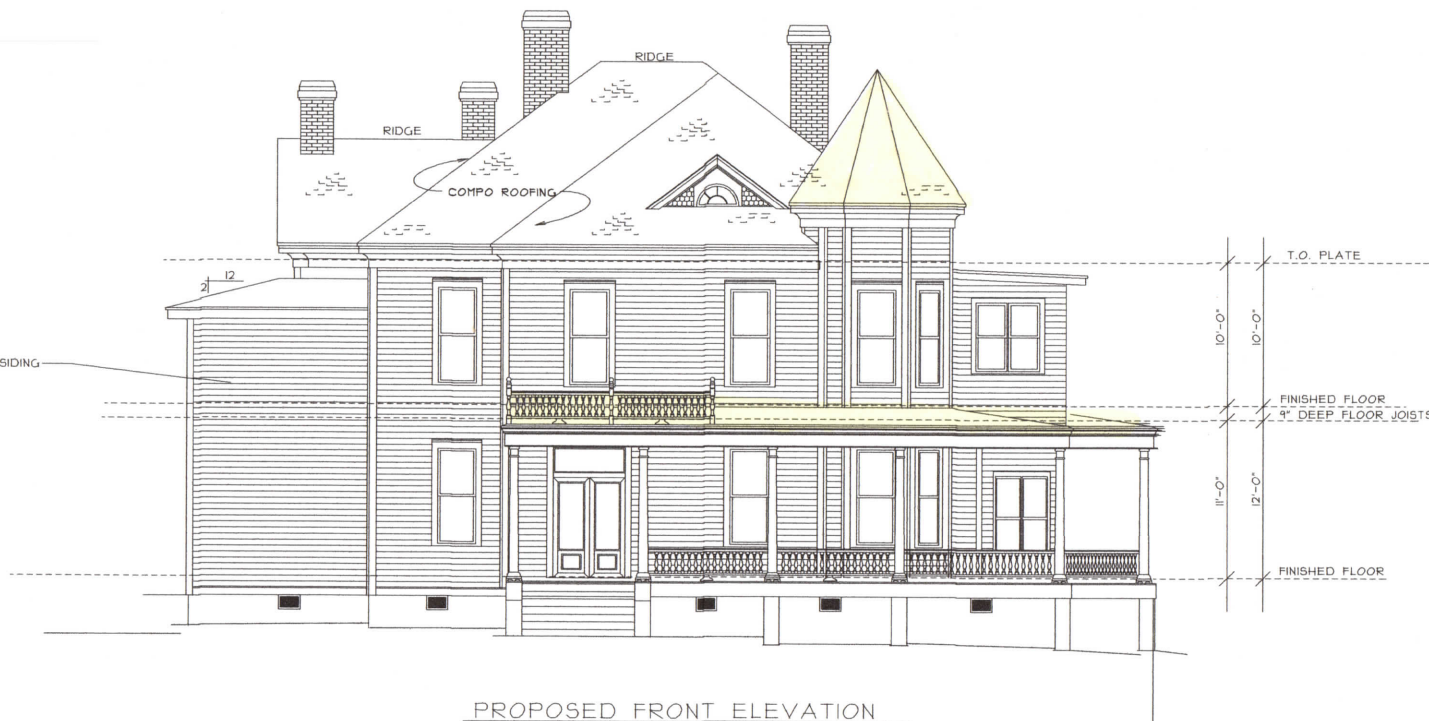 RIDGE
RIDGE
COMPO ROOFING
12
2
T.O. PLATE
10'-0"
10'-0"
SIDING
FINISHED FLOOR
9" DEEP FLOOR JOISTS
11'-0"
12'-0"
FINISHED FLOOR
PROPOSED FRONT ELEVATION